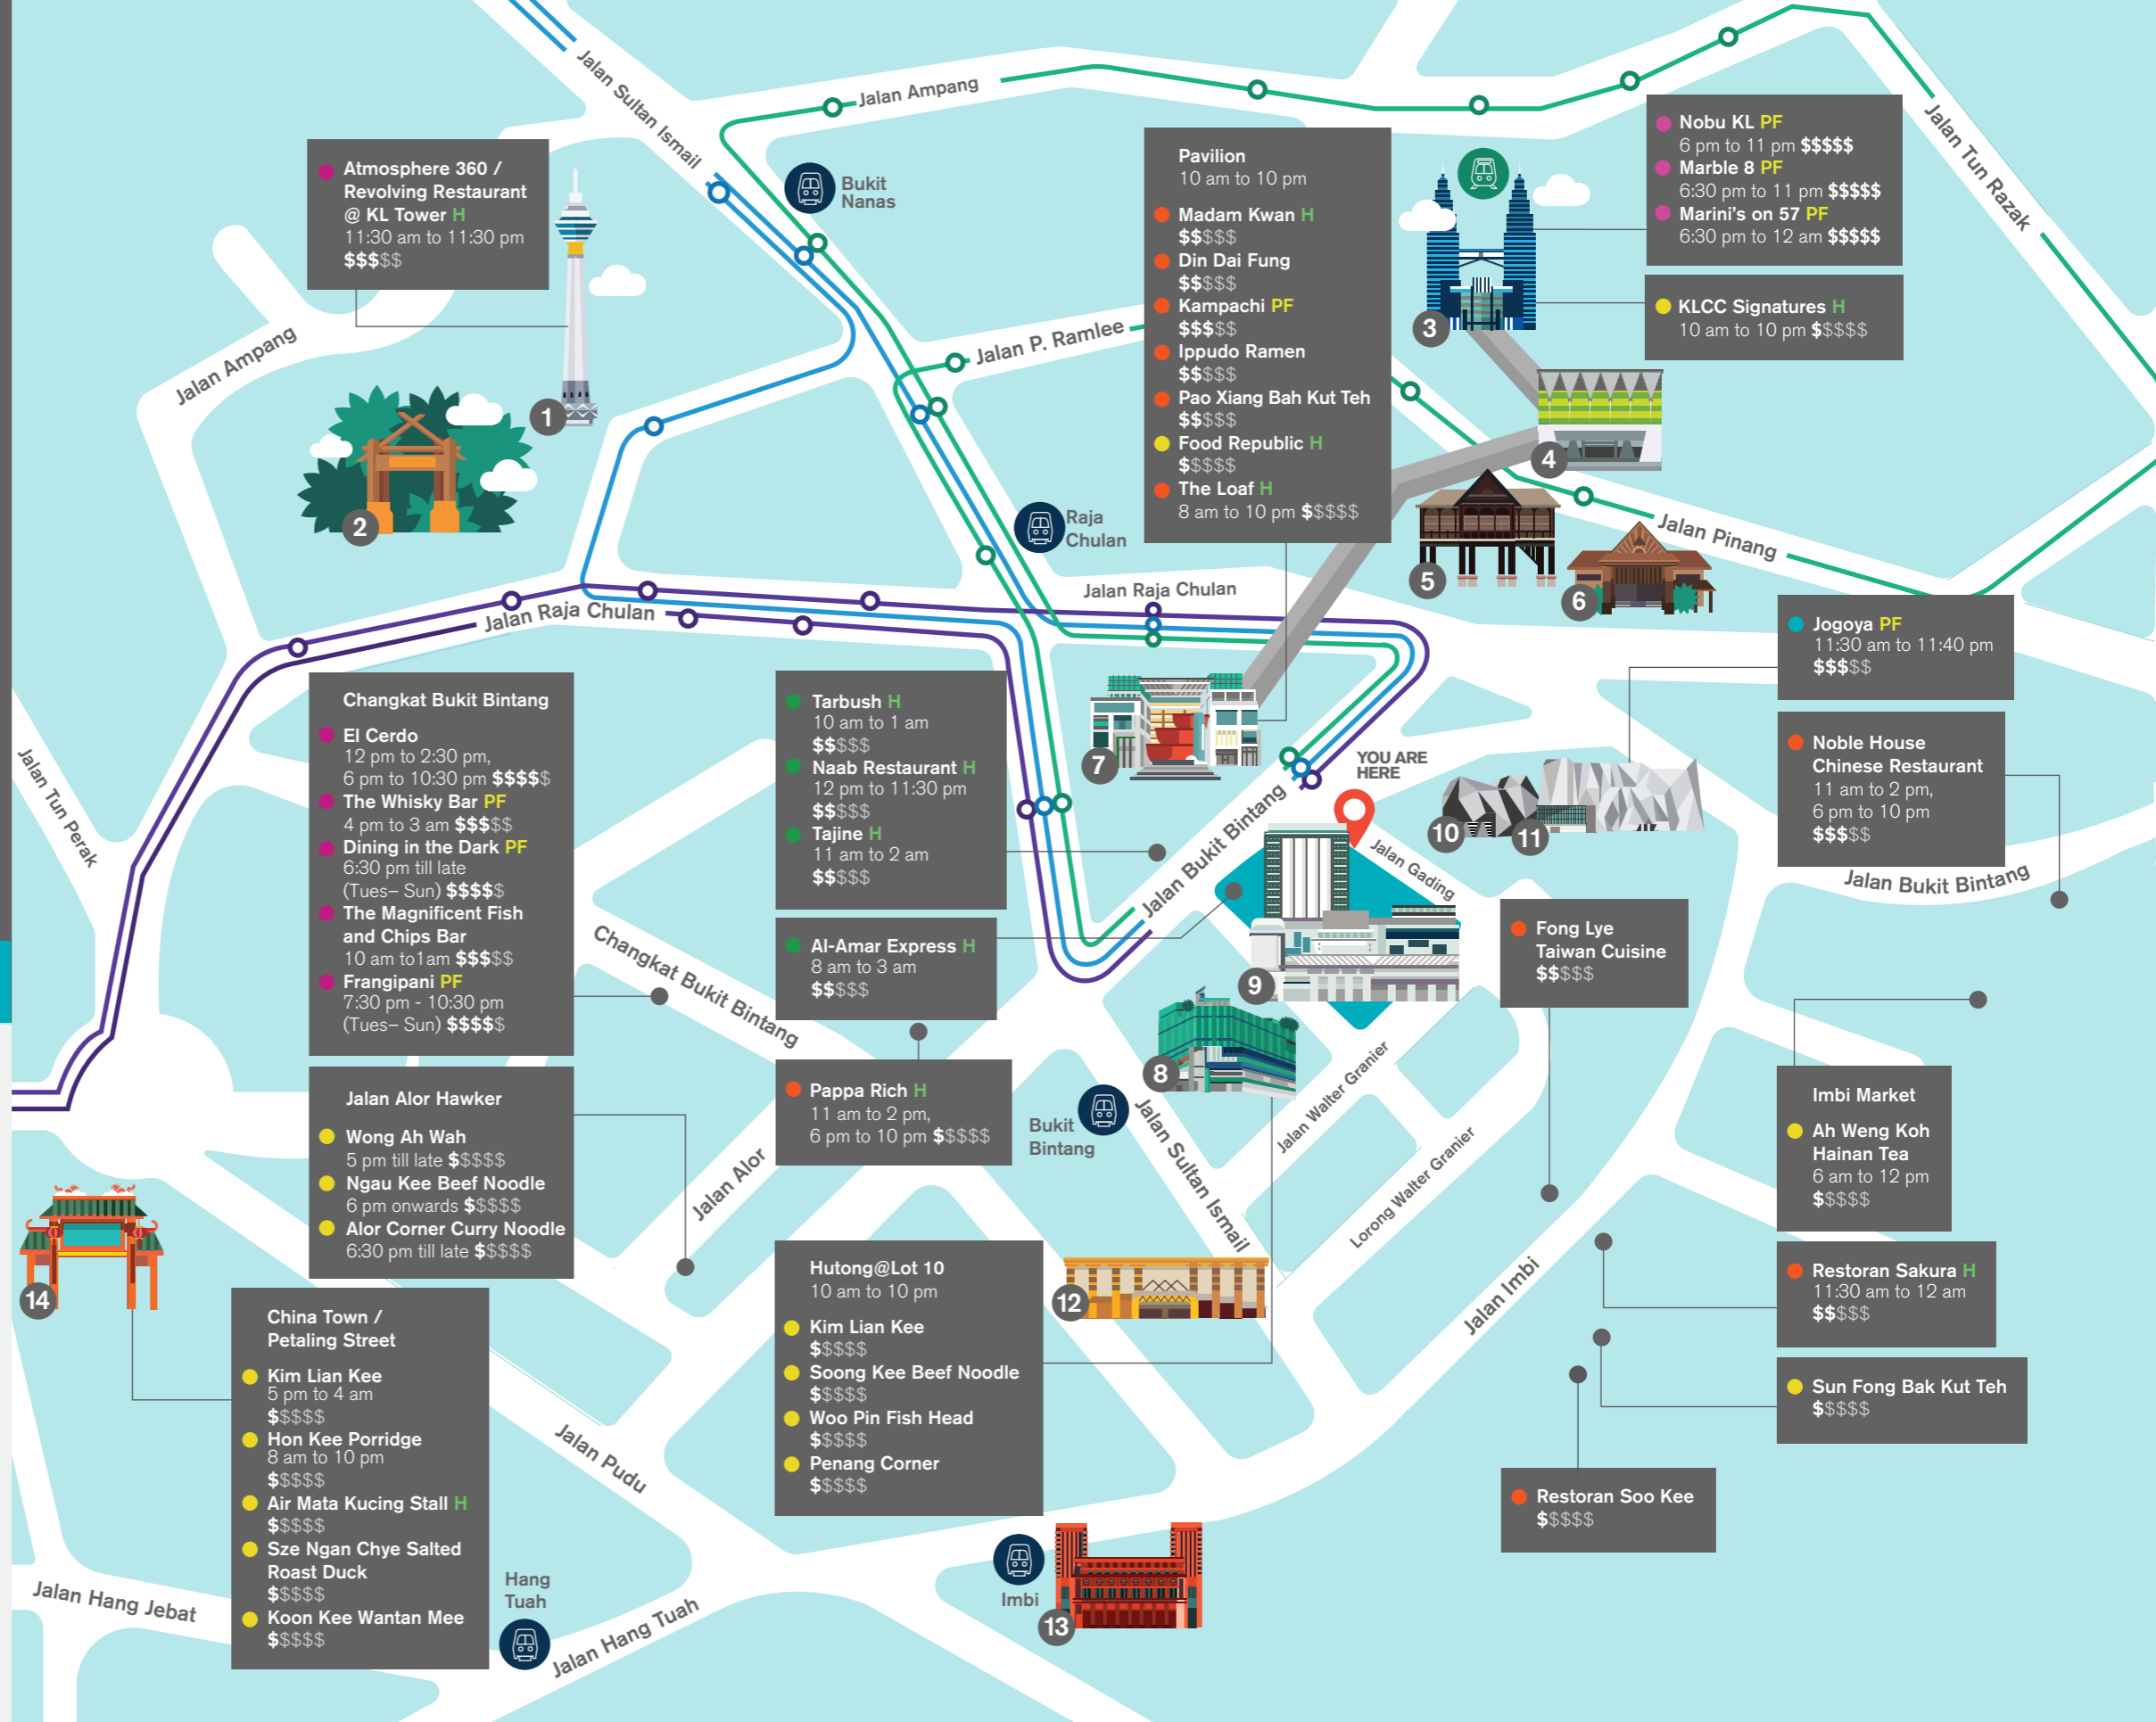 Jalan Sultan Ismail
Jalan Ampang
Jalan Tun Razak
Atmosphere 360 /
Revolving Restaurant
@ KL Tower H
11:30 am to 11:30 pm
$$$$$
Bukit
Nanas
Pavilion
10 am to 10 pm
Madam Kwan H
$$$$$
Din Dai Fung
$$$$$
Kampachi PF
$$$$$
Ippudo Ramen
$$$$$
Pao Xiang Bah Kut Teh
$$$$$
Food Republic H
$$$$$
The Loaf H
8 am to 10 pm $$$$$
Nobu KL PF
6 pm to 11 pm $$$$$
Marble 8 PF
6:30 pm to 11 pm $$$$$
Marini's on 57 PF
6:30 pm to 12 am $$$$$
KLCC Signatures H
10 am to 10 pm $$$$$
3
Jalan Ampang
Jalan P. Ramlee
1
2
4
Raja
Chulan
Jalan Pinang
5
6
Jalan Raja Chulan
Jalan Raja Chulan
Jogoya PF
11:30 am to 11:40 pm
$$$$$
Changkat Bukit Bintang
El Cerdo
12 pm to 2:30 pm,
6 pm to 10:30 pm $$$$$
The Whisky Bar PF
4 pm to 3 am $$$$$
Dining in the Dark PF
6:30 pm till late
(Tues– Sun) $$$$$
The Magnificent Fish
and Chips Bar
10 am to1am $$$$$
Frangipani PF
7:30 pm - 10:30 pm
(Tues– Sun) $$$$$
Tarbush H
10 am to 1 am
$$$$$
Naab Restaurant H
12 pm to 11:30 pm
$$$$$
Tajine H
11 am to 2 am
$$$$$
7
YOU ARE
HERE
10
11
Noble House
Chinese Restaurant
11 am to 2 pm,
6 pm to 10 pm
$$$$$
Jalan Tun Perak
Jalan Bukit Bintang
Jalan Gading
Jalan Bukit Bintang
Al-Amar Express H
8 am to 3 am
$$$$$
Changkat Bukit Bintang
9
Fong Lye
Taiwan Cuisine
$$$$$
8
Jalan Alor Hawker
Wong Ah Wah
5 pm till late $$$$$
Ngau Kee Beef Noodle
6 pm onwards $$$$$
Alor Corner Curry Noodle
6:30 pm till late $$$$$
Pappa Rich H
11 am to 2 pm,
6 pm to 10 pm $$$$$
Bukit
Bintang
Jalan Walter Granier
Jalan Sultan Ismail
Lorong Walter Granier
Jalan Alor
Imbi Market
Ah Weng Koh
Hainan Tea
6 am to 12 pm
$$$$$
Jalan Imbi
Restoran Sakura H
11:30 am to 12 am
$$$$$
Sun Fong Bak Kut Teh
$$$$$
14
China Town /
Petaling Street
Kim Lian Kee
5 pm to 4 am
$$$$$
Hon Kee Porridge
8 am to 10 pm
$$$$$
Air Mata Kucing Stall H
$$$$$
Sze Ngan Chye Salted
Roast Duck
$$$$$
Koon Kee Wantan Mee
$$$$$
Hutong@Lot 10
10 am to 10 pm
Kim Lian Kee
$$$$$
Soong Kee Beef Noodle
$$$$$
Woo Pin Fish Head
$$$$$
Penang Corner
$$$$$
12
Jalan Pudu
Restoran Soo Kee
$$$$$
Jalan Hang Jebat
Hang
Tuah
Jalan Hang Tuah
Imbi
13